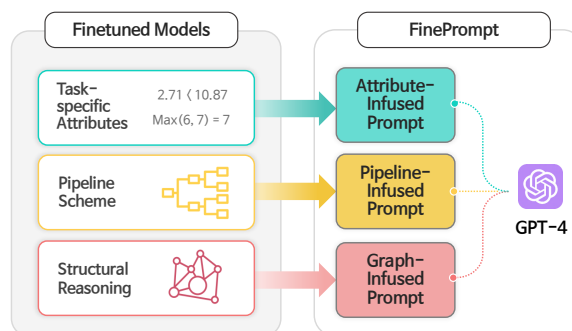 Finetuned Models
FinePrompt
Task-
specific
Attributes
2.71 < 10.87
Max(6, 7) = 7
Attribute-
Infused
Prompt
Pipeline
Scheme
Pipeline-
Infused
Prompt
GPT-4
Structural
Reasoning
Graph-
Infused
Prompt